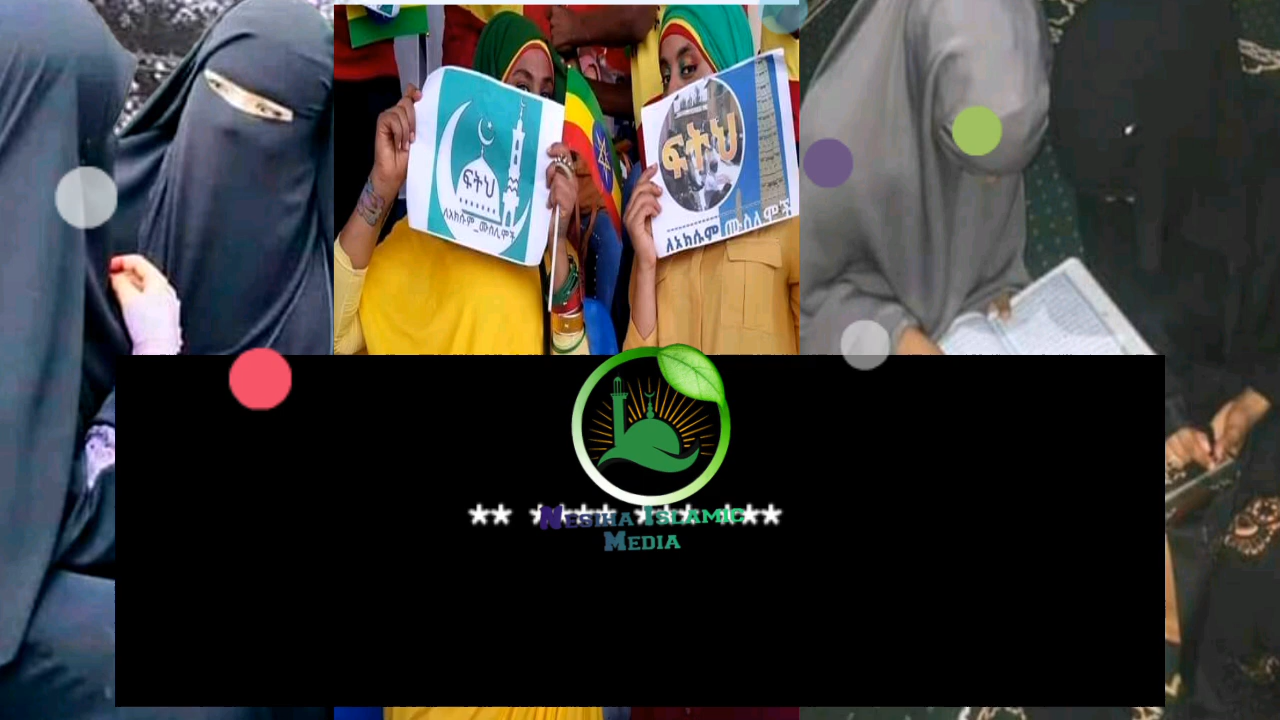 ፍትህ
ለአክሱም_ሙስሊሞች
ፍትህ
ለአክሱም ሙስሊሞች
** **** *** ****
Nesiha Islamic
Media